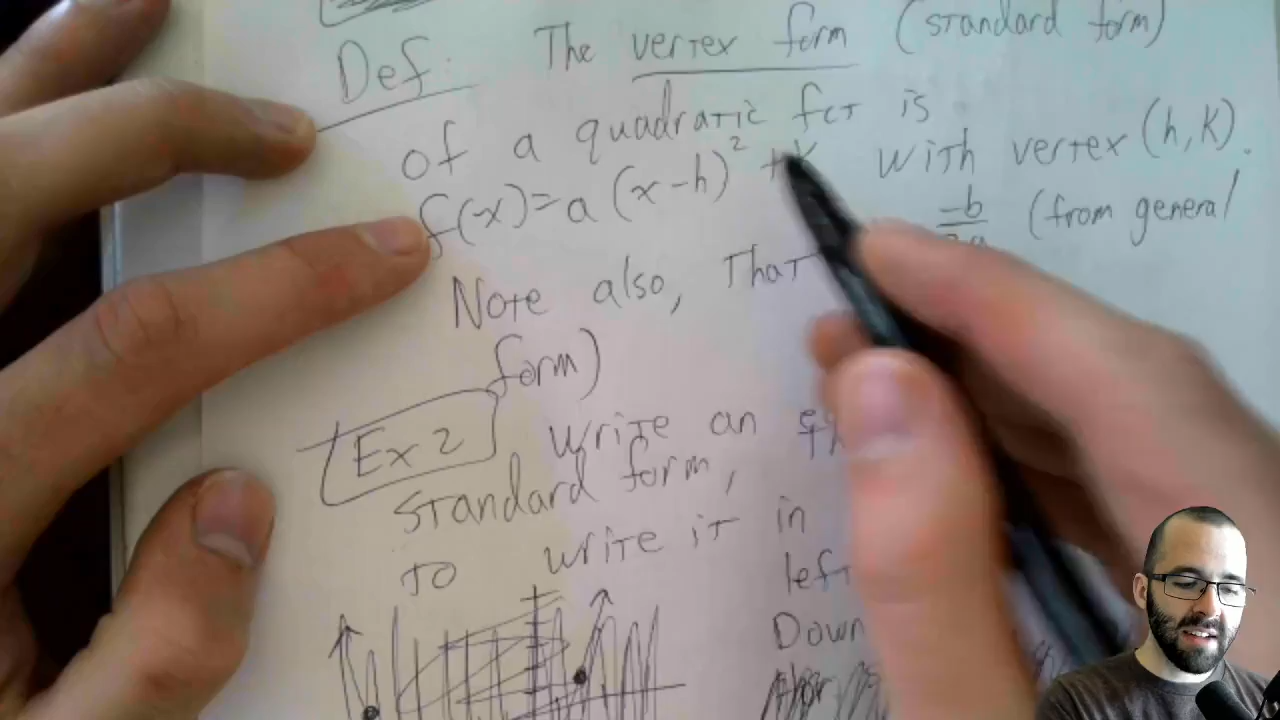 Def: The vertex form (standard form)
of a quadratic fct is
f(x)=a(x-h)² +k with vertex (h,k).
Note also, that -b (from general
form)
Ex 2 write an
standard form,
to write it in
left
Down